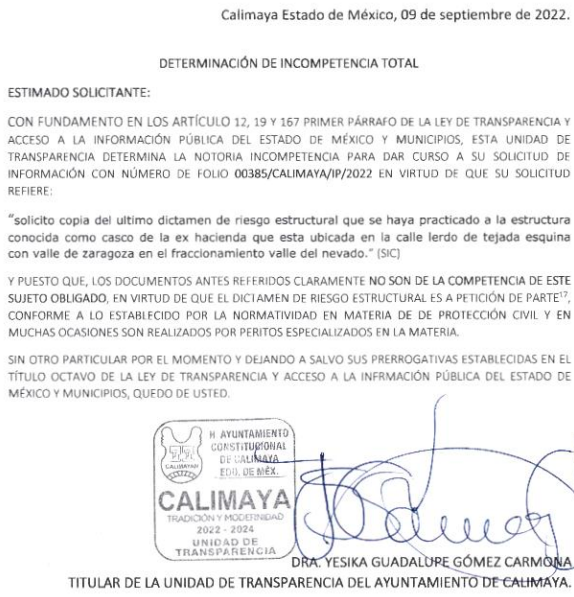 Calimaya Estado de México, 09 de septiembre de 2022.
DETERMINACIÓN DE INCOMPETENCIA TOTAL
ESTIMADO SOLICITANTE:
CON FUNDAMENTO EN LOS ARTÍCULO 12, 19 Y 167 PRIMER PÁRRAFO DE LA LEY DE TRANSPARENCIA Y
ACCESO A LA INFORMACIÓN PÚBLICA DEL ESTADO DE MÉXICO Y MUNICIPIOS, ESTA UNIDAD DE
TRANSPARENCIA DETERMINA LA NOTORIA INCOMPETENCIA PARA DAR CURSO A SU SOLICITUD DE
INFORMACIÓN CON NÚMERO DE FOLIO 00385/CALIMAYA/IP/2022 EN VIRTUD DE QUE SU SOLICITUD
REFIERE:
"solicito copia del ultimo dictamen de riesgo estructural que se haya practicado a la estructura
conocida como casco de la ex hacienda que esta ubicada en la calle lerdo de tejada esquina
con valle de zaragoza en el fraccionamiento valle del nevado." (SIC)
Y PUESTO QUE, LOS DOCUMENTOS ANTES REFERIDOS CLARAMENTE NO SON DE LA COMPETENCIA DE ESTE
SUJETO OBLIGADO, EN VIRTUD DE QUE EL DICTAMEN DE RIESGO ESTRUCTURAL ES A PETICIÓN DE PARTE¹⁷,
CONFORME A LO ESTABLECIDO POR LA NORMATIVIDAD EN MATERIA DE DE PROTECCIÓN CIVIL Y EN
MUCHAS OCASIONES SON REALIZADOS POR PERITOS ESPECIALIZADOS EN LA MATERIA.
SIN OTRO PARTICULAR POR EL MOMENTO Y DEJANDO A SALVO SUS PRERROGATIVAS ESTABLECIDAS EN EL
TÍTULO OCTAVO DE LA LEY DE TRANSPARENCIA Y ACCESO A LA INFRMACIÓN PÚBLICA DEL ESTADO DE
MÉXICO Y MUNICIPIOS, QUEDO DE USTED.
H. AYUNTAMIENTO
CONSTITUCIONAL
DE CALIMAYA
EDO. DE MÉX.
CALIMAYA
TRADICIÓN Y MODERNIDAD
2022 - 2024
UNIDAD DE
TRANSPARENCIA
DRA. YESIKA GUADALUPE GÓMEZ CARMONA
TITULAR DE LA UNIDAD DE TRANSPARENCIA DEL AYUNTAMIENTO DE CALIMAYA.